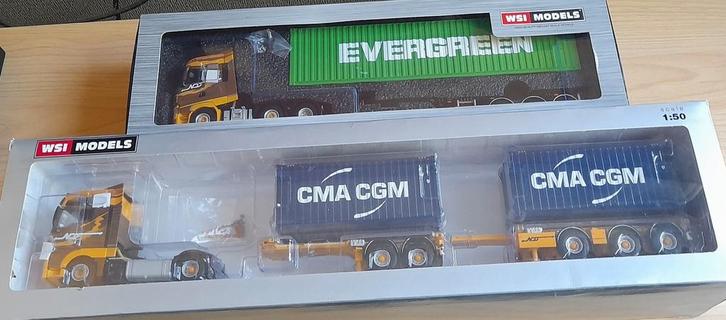 WSI MODELS
EVERGREEN
scale
1:50
WSI MODELS
CMA CGM
CMA CGM